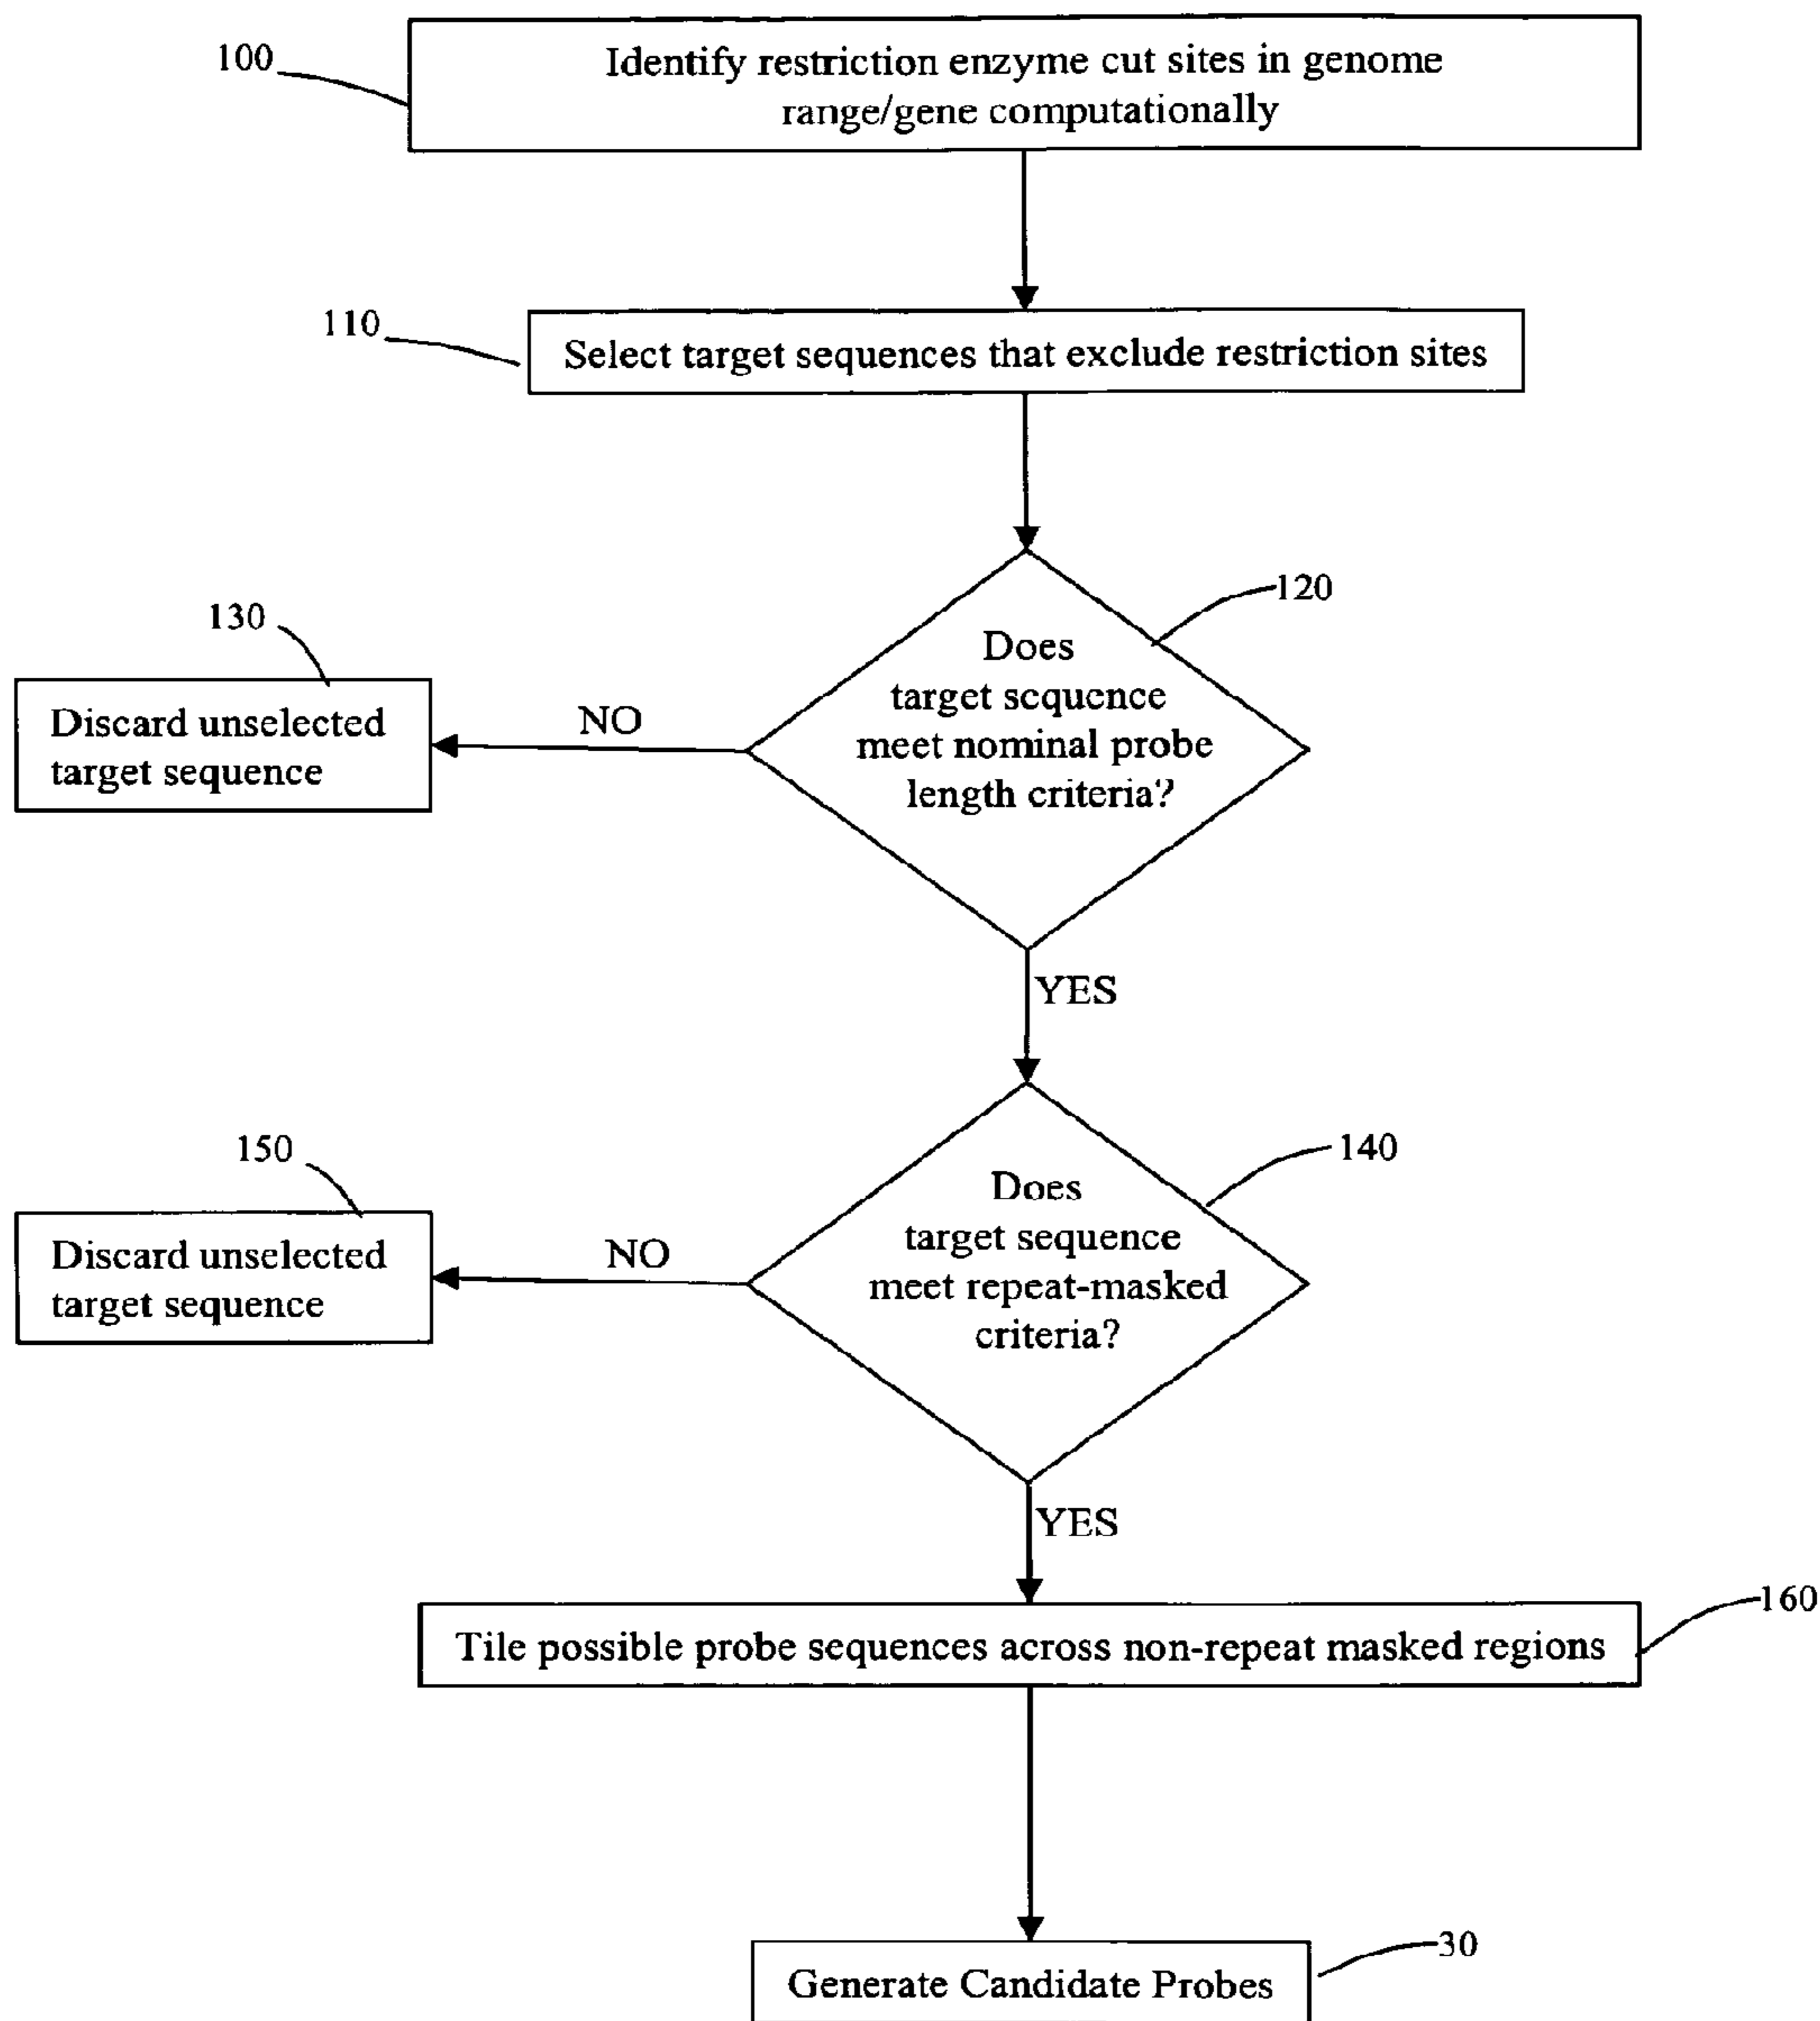 100
Identify restriction enzyme cut sites in genome
range/gene computationally
110
Select target sequences that exclude restriction sites
120
Does
target sequence
meet nominal probe
length criteria?
130
NO
Discard unselected
target sequence
YES
140
Does
target sequence
meet repeat-masked
criteria?
150
NO
Discard unselected
target sequence
YES
160
Tile possible probe sequences across non-repeat masked regions
30
Generate Candidate Probes